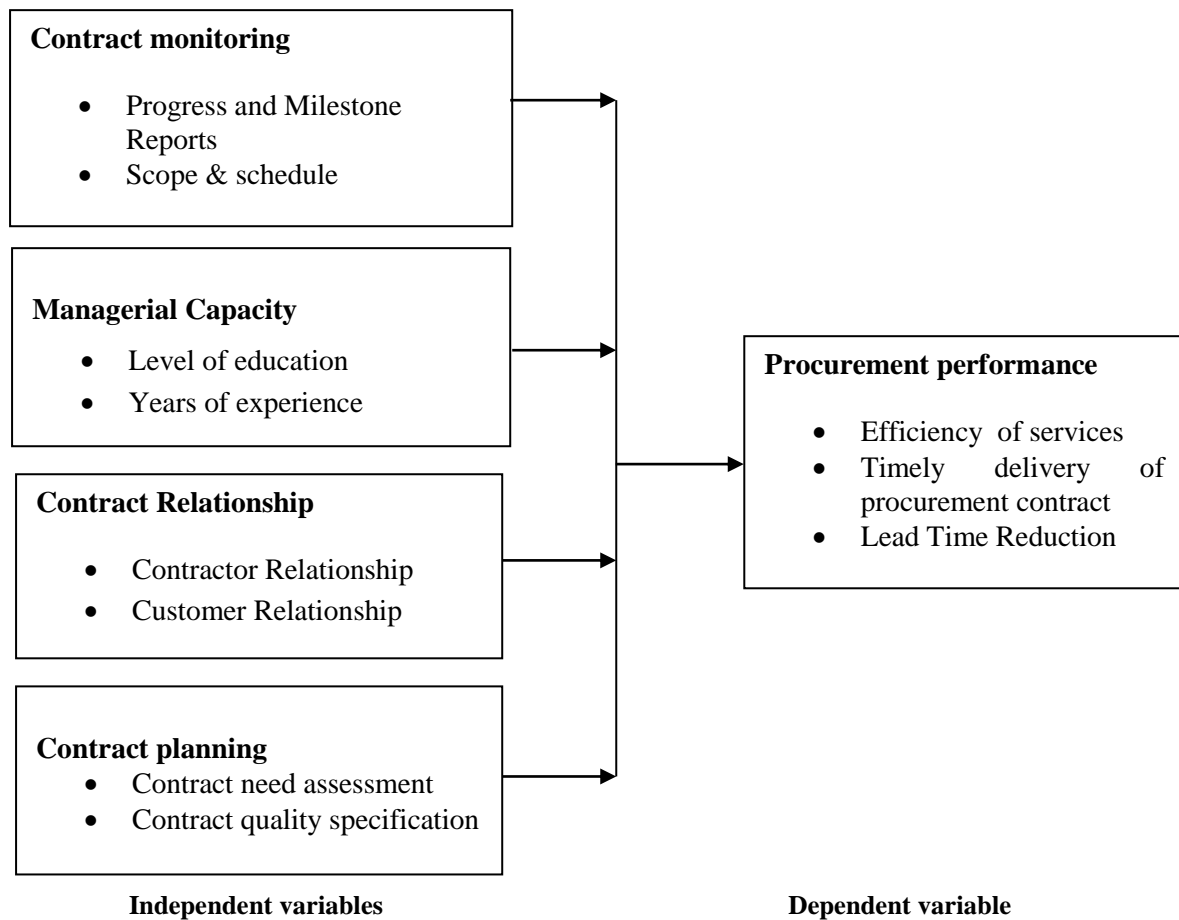 Contract monitoring
• Progress and Milestone
Reports
• Scope & schedule
Managerial Capacity
• Level of education
• Years of experience
Contract Relationship
• Contractor Relationship
• Customer Relationship
Contract planning
• Contract need assessment
• Contract quality specification
Independent variables
Procurement performance
• Efficiency of services
• Timely delivery of
procurement contract
• Lead Time Reduction
Dependent variable